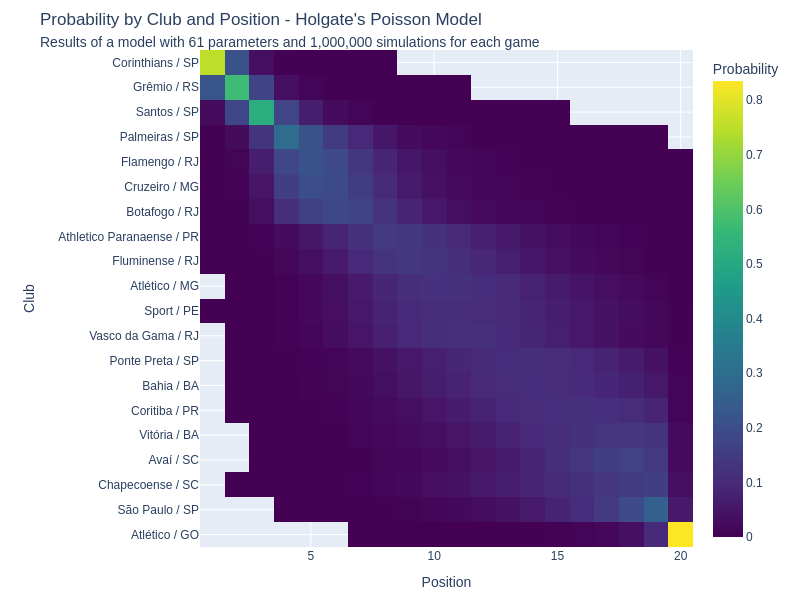 Probability by Club and Position - Holgate's Poisson Model
Results of a model with 61 parameters and 1,000,000 simulations for each game
Probability
Club
Corinthians / SP
Grêmio / RS
Santos / SP
Palmeiras / SP
Flamengo / RJ
Cruzeiro / MG
Botafogo / RJ
Athletico Paranaense / PR
Fluminense / RJ
Atlético / MG
Sport / PE
Vasco da Gama / RJ
Ponte Preta / SP
Bahia / BA
Coritiba / PR
Vitória / BA
Avaí / SC
Chapecoense / SC
São Paulo / SP
Atlético / GO
0.8
0.7
0.6
0.5
0.4
0.3
0.2
0.1
0
5 10 15 20
Position